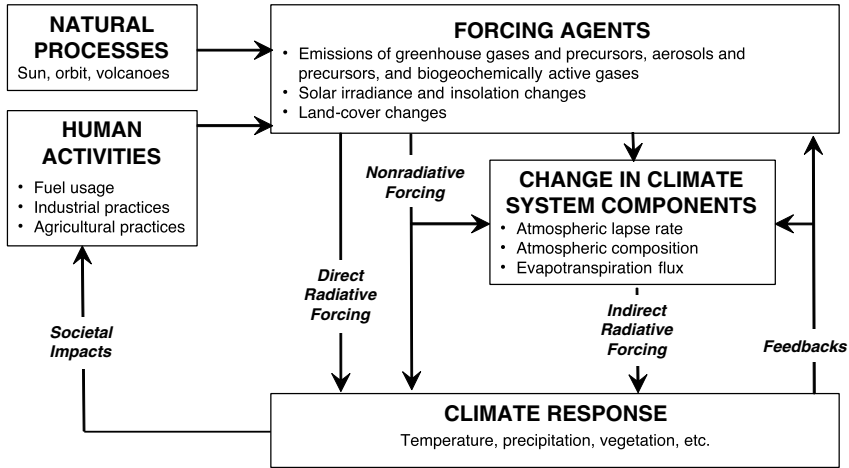 NATURAL
PROCESSES
Sun, orbit, volcanoes
FORCING AGENTS
• Emissions of greenhouse gases and precursors, aerosols and
precursors, and biogeochemically active gases
• Solar irradiance and insolation changes
• Land-cover changes
HUMAN
ACTIVITIES
• Fuel usage
• Industrial practices
• Agricultural practices
Nonradiative
Forcing
CHANGE IN CLIMATE
SYSTEM COMPONENTS
• Atmospheric lapse rate
• Atmospheric composition
• Evapotranspiration flux
Direct
Radiative
Forcing
Indirect
Radiative
Forcing
Societal
Impacts
Feedbacks
CLIMATE RESPONSE
Temperature, precipitation, vegetation, etc.